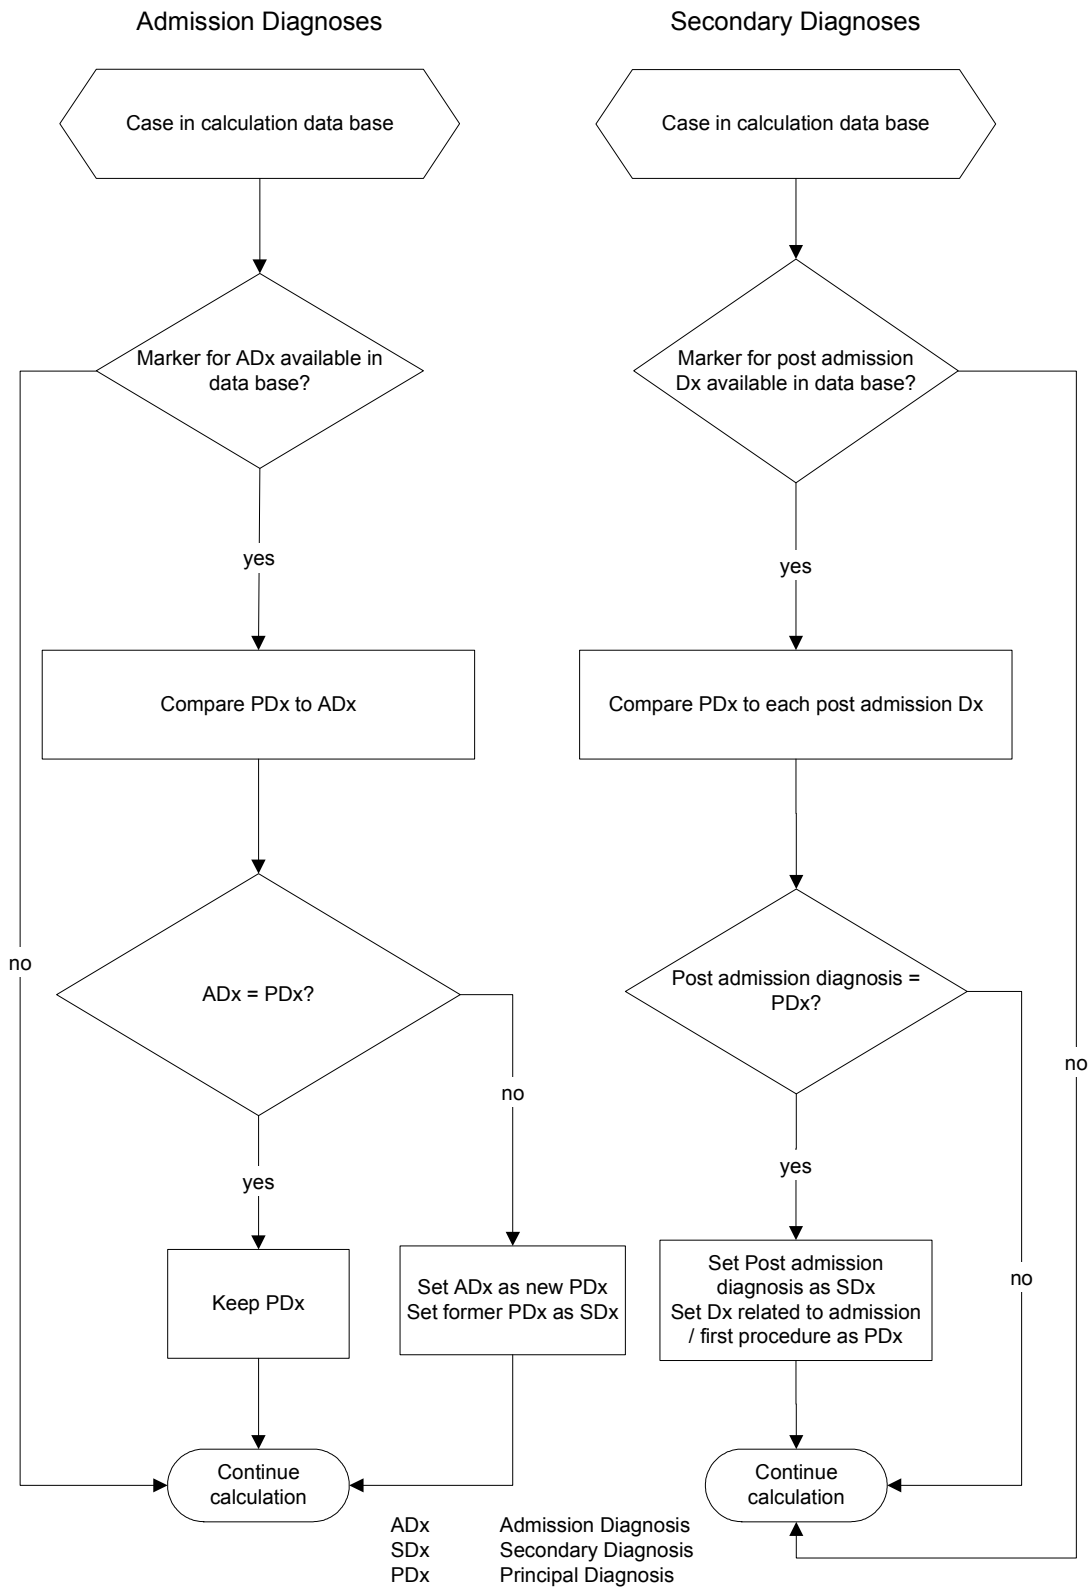 Admission Diagnoses
Case in calculation data base
Marker for ADx available in
data base?
yes
Compare PDx to ADx
no
ADx = PDx?
no
yes
Keep PDx
Set ADx as new PDx
Set former PDx as SDx
Continue
calculation
Secondary Diagnoses
Case in calculation data base
Marker for post admission
Dx available in data base?
yes
Compare PDx to each post admission Dx
Post admission diagnosis =
PDx?
no
yes
Set Post admission
diagnosis as SDx
Set Dx related to admission
/ first procedure as PDx
no
Continue
calculation
ADx Admission Diagnosis
SDx Secondary Diagnosis
PDx Principal Diagnosis